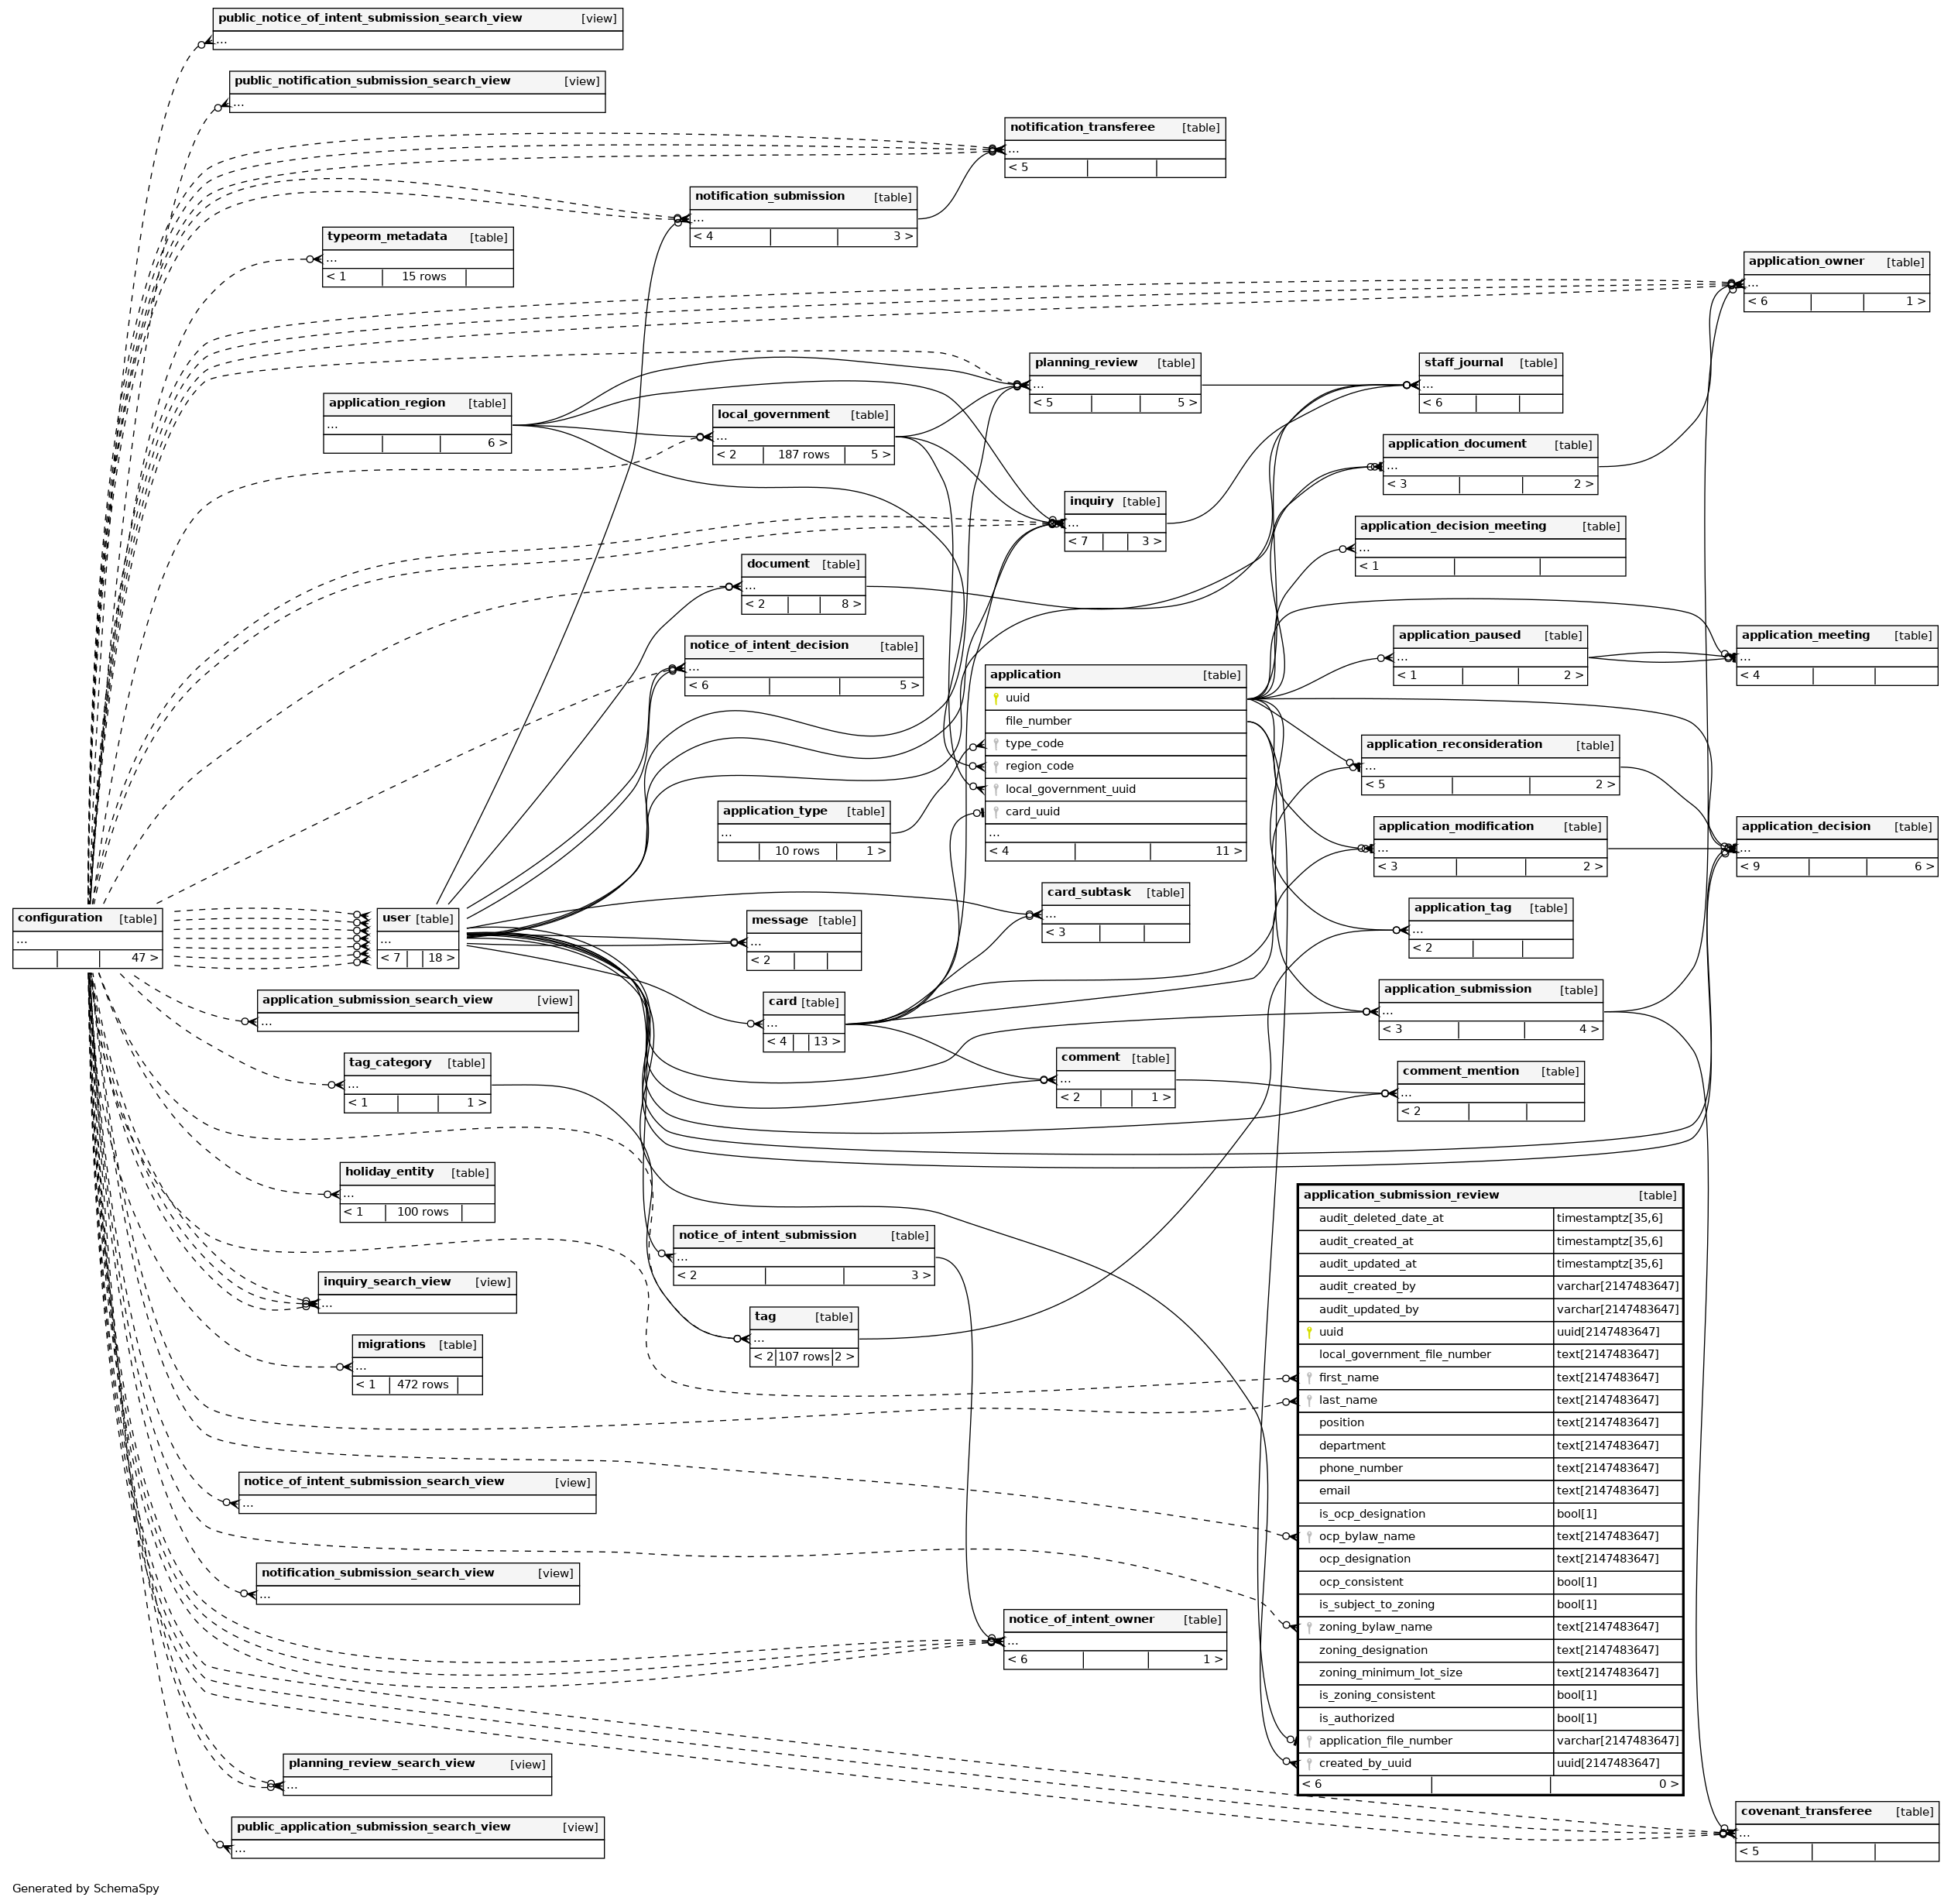 public_notice_of_intent_submission_search_view [view]
...
public_notification_submission_search_view [view]
...
notification_transferee [table]
...
< 5
notification_submission [table]
...
< 4 3 >
typeorm_metadata [table]
...
< 1 15 rows
application_owner [table]
...
< 6 1 >
planning_review [table]
...
< 5 5 >
staff_journal [table]
...
< 6
application_region [table]
...
6 >
local_government [table]
...
< 2 187 rows 5 >
application_document [table]
...
< 3 2 >
inquiry [table]
...
< 7 3 >
application_decision_meeting [table]
...
< 1
document [table]
...
< 2 8 >
notice_of_intent_decision [table]
...
< 6 5 >
application_paused [table]
...
< 1 2 >
application_meeting [table]
...
< 4
application [table]
uuid
file_number
type_code
region_code
local_government_uuid
card_uuid
...
< 4 11 >
application_reconsideration [table]
...
< 5 2 >
application_type [table]
...
10 rows 1 >
application_modification [table]
...
< 3 2 >
application_decision [table]
...
< 9 6 >
card_subtask [table]
...
< 3
application_tag [table]
...
< 2
configuration [table]
...
47 >
user [table]
...
< 7 18 >
message [table]
...
< 2
application_submission_search_view [view]
...
card [table]
...
< 4 13 >
application_submission [table]
...
< 3 4 >
tag_category [table]
...
< 1 1 >
comment [table]
...
< 2 1 >
comment_mention [table]
...
< 2
holiday_entity [table]
...
< 1 100 rows
notice_of_intent_submission [table]
...
< 2 3 >
inquiry_search_view [view]
...
tag [table]
...
< 2 107 rows 2 >
migrations [table]
...
< 1 472 rows
application_submission_review [table]
audit_deleted_date_at timestamptz[35,6]
audit_created_at timestamptz[35,6]
audit_updated_at timestamptz[35,6]
audit_created_by varchar[2147483647]
audit_updated_by varchar[2147483647]
uuid uuid[2147483647]
local_government_file_number text[2147483647]
first_name text[2147483647]
last_name text[2147483647]
position text[2147483647]
department text[2147483647]
phone_number text[2147483647]
email text[2147483647]
is_ocp_designation bool[1]
ocp_bylaw_name text[2147483647]
ocp_designation text[2147483647]
ocp_consistent bool[1]
is_subject_to_zoning bool[1]
zoning_bylaw_name text[2147483647]
zoning_designation text[2147483647]
zoning_minimum_lot_size text[2147483647]
is_zoning_consistent bool[1]
is_authorized bool[1]
application_file_number varchar[2147483647]
created_by_uuid uuid[2147483647]
< 6 0 >
notice_of_intent_submission_search_view [view]
...
notification_submission_search_view [view]
...
notice_of_intent_owner [table]
...
< 6 1 >
planning_review_search_view [view]
...
public_application_submission_search_view [view]
...
covenant_transferee [table]
...
< 5
Generated by SchemaSpy